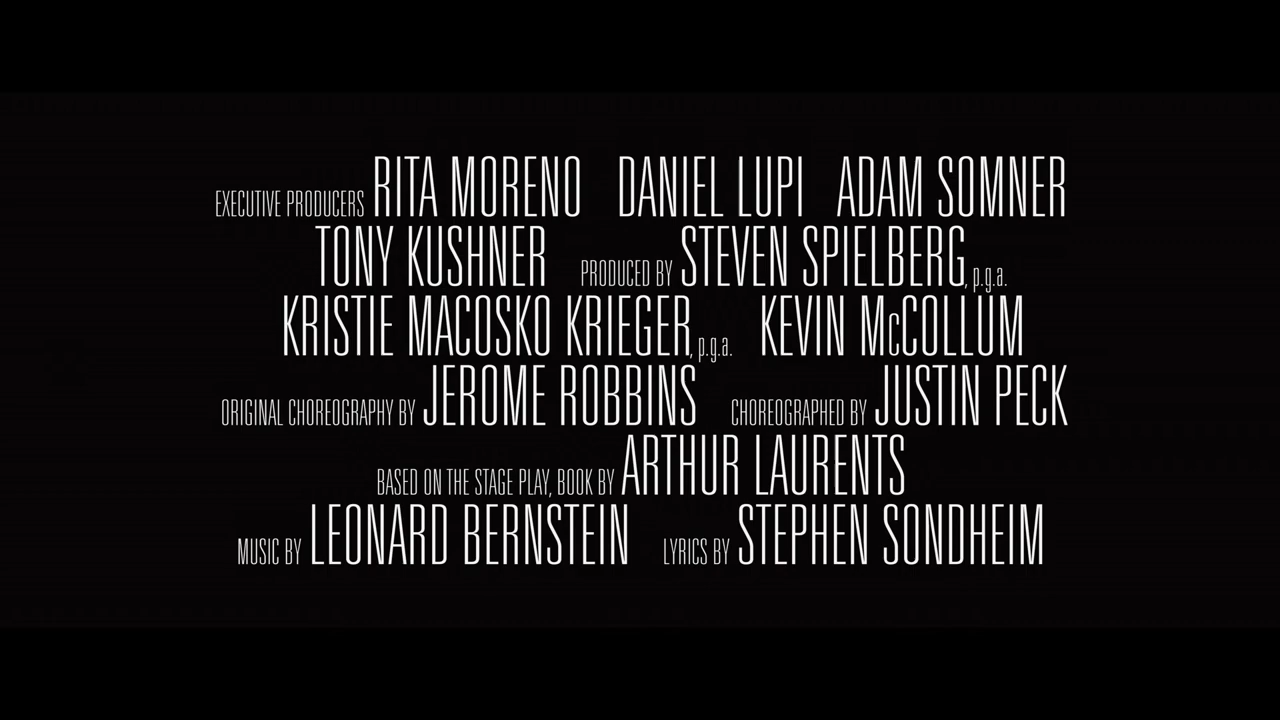 EXECUTIVE PRODUCERS RITA MORENO DANIEL LUPI ADAM SOMNER
TONY KUSHNER PRODUCED BY STEVEN SPIELBERG, p.g.a.
KRISTIE MACOSKO KRIEGER, p.g.a. KEVIN McCOLLUM
ORIGINAL CHOREOGRAPHY BY JEROME ROBBINS CHOREOGRAPHED BY JUSTIN PECK
BASED ON THE STAGE PLAY, BOOK BY ARTHUR LAURENTS
MUSIC BY LEONARD BERNSTEIN LYRICS BY STEPHEN SONDHEIM